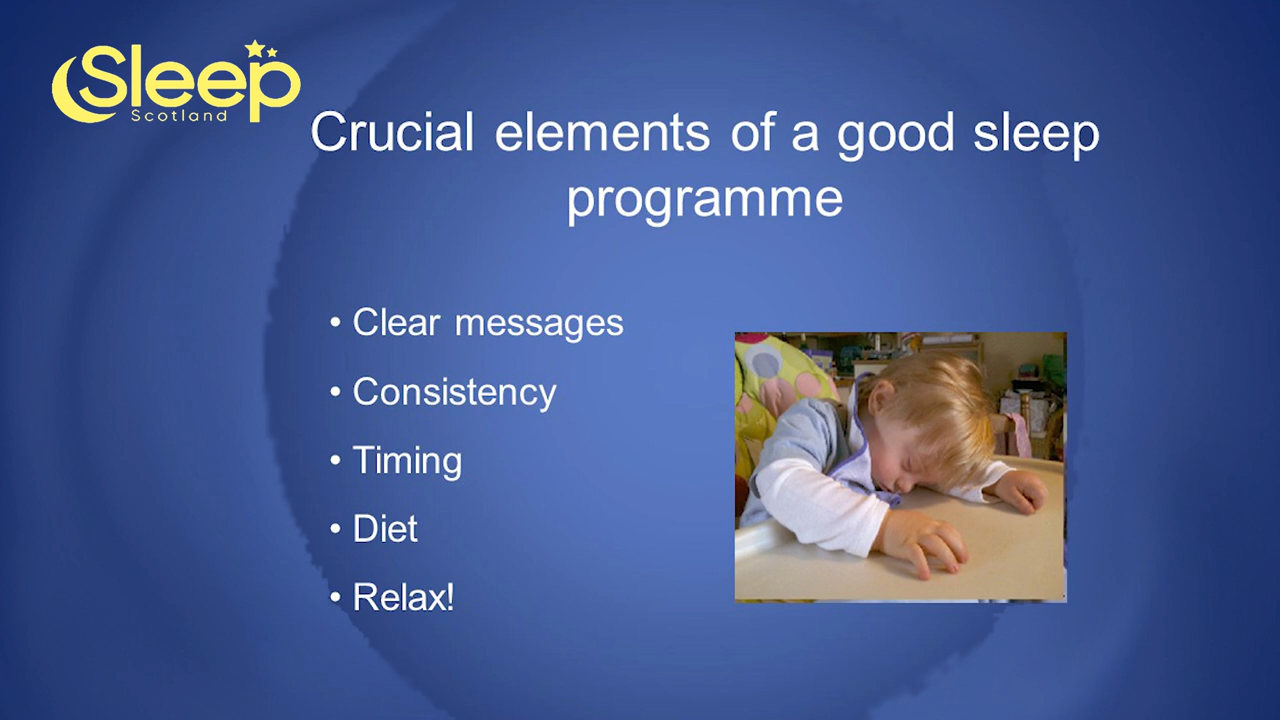 Sleep
Scotland
Crucial elements of a good sleep
programme
• Clear messages
• Consistency
• Timing
• Diet
• Relax!